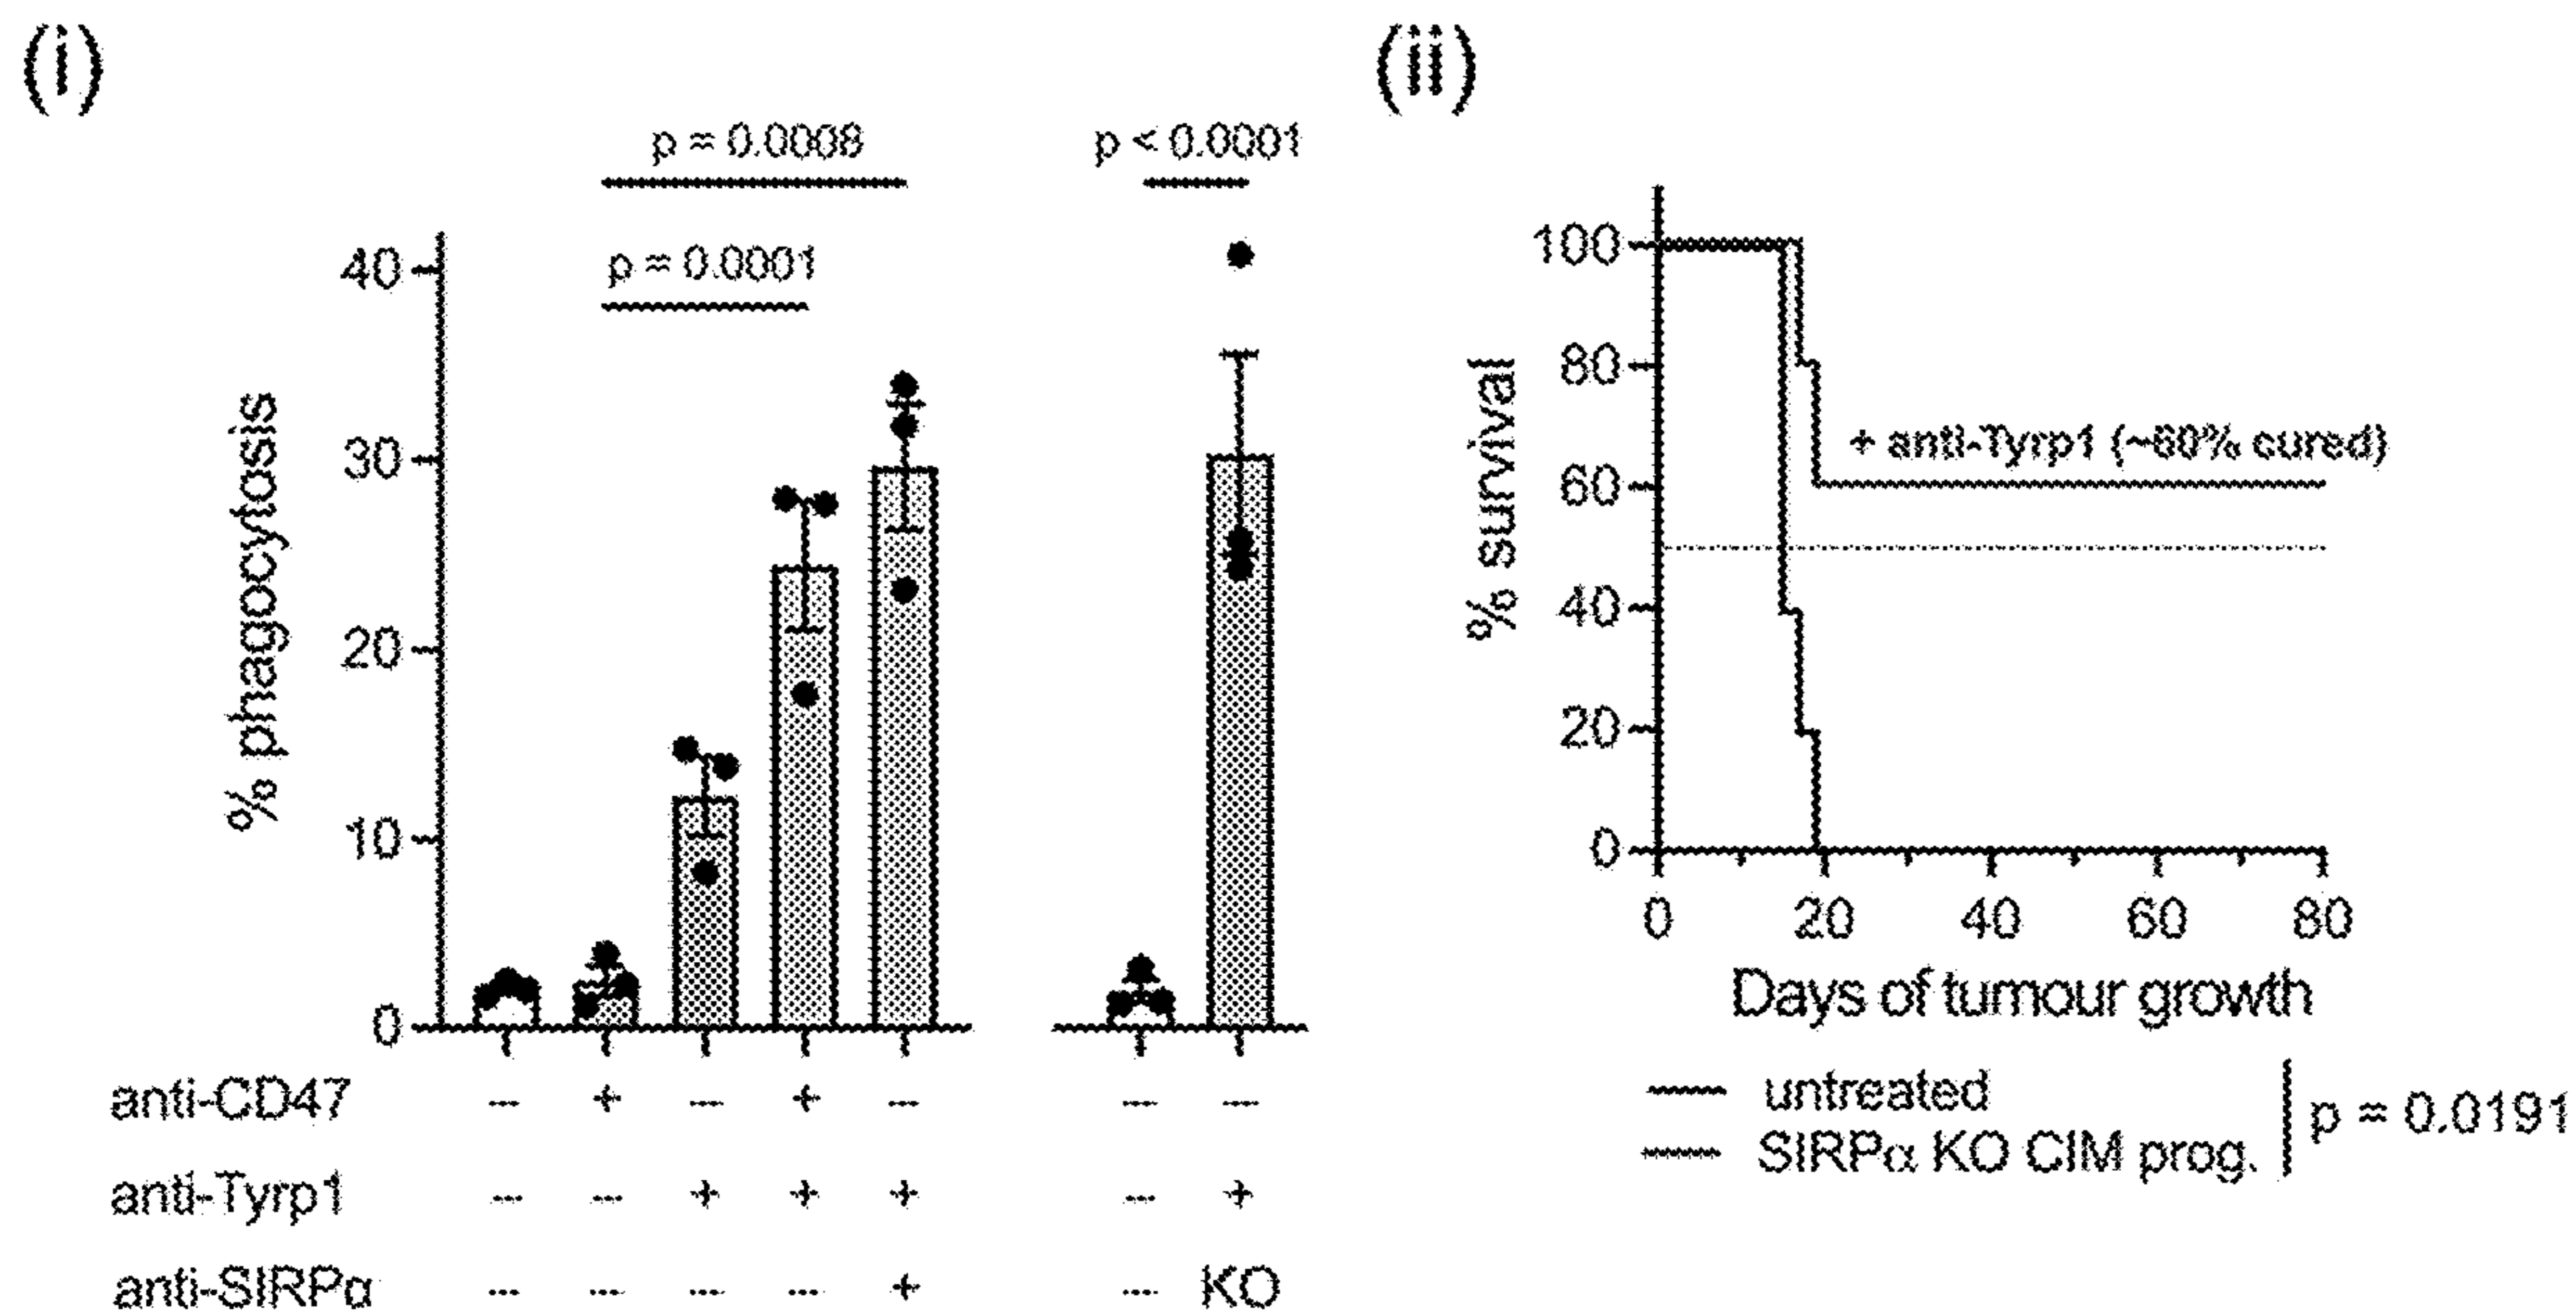 (i)
p = 0.0008
p < 0.0001
p = 0.0001
40
30
20
10
0
% phagocytosis
anti-CD47 -- + -- + -- -- --
anti-Tyrp1 -- -- + + + -- +
anti-SIRPα -- -- -- -- + -- KO
(ii)
100
80
60
40
20
0
% survival
+ anti-Tyrp1 (~60% cured)
0 20 40 60 80
Days of tumour growth
untreated
SIRPα KO CIM prog.
p = 0.0191